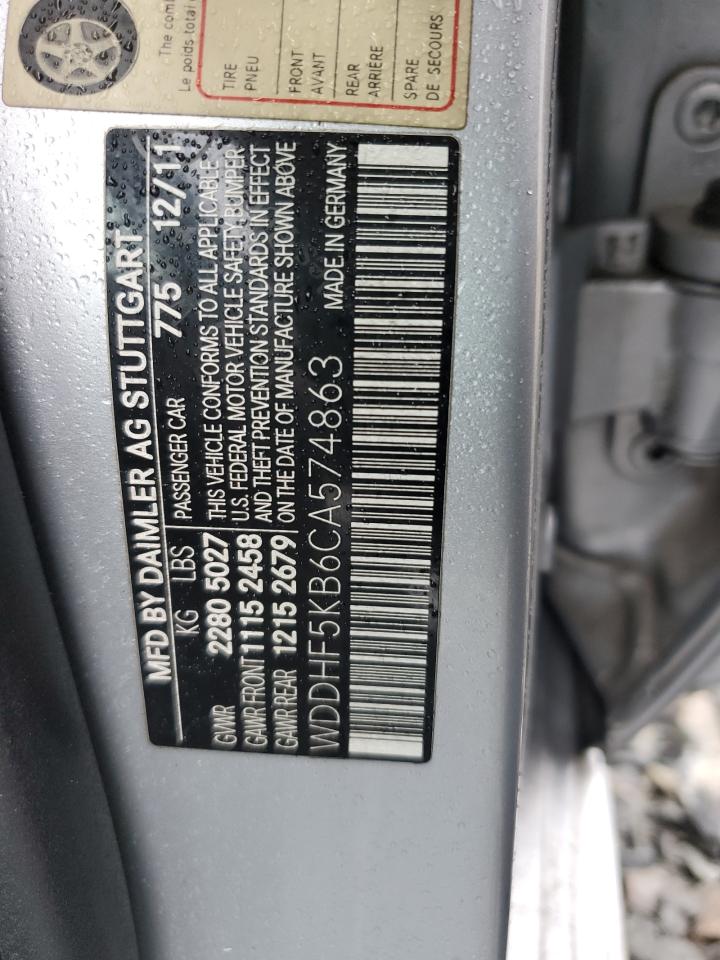 The com
Le poids total
TIRE
PNEU
FRONT
AVANT
REAR
ARRIÈRE
SPARE
DE SECOURS
MFD BY DAIMLER AG STUTTGART
KG LBS PASSENGER CAR 775 12/11
GVWR 2280 5027 THIS VEHICLE CONFORMS TO ALL APPLICABLE
U.S. FEDERAL MOTOR VEHICLE SAFETY, BUMPER,
GAWR FRONT 1115 2458 AND THEFT PREVENTION STANDARDS IN EFFECT
GAWR REAR 1215 2679 ON THE DATE OF MANUFACTURE SHOWN ABOVE
WDDHF5KB6CA574863 MADE IN GERMANY